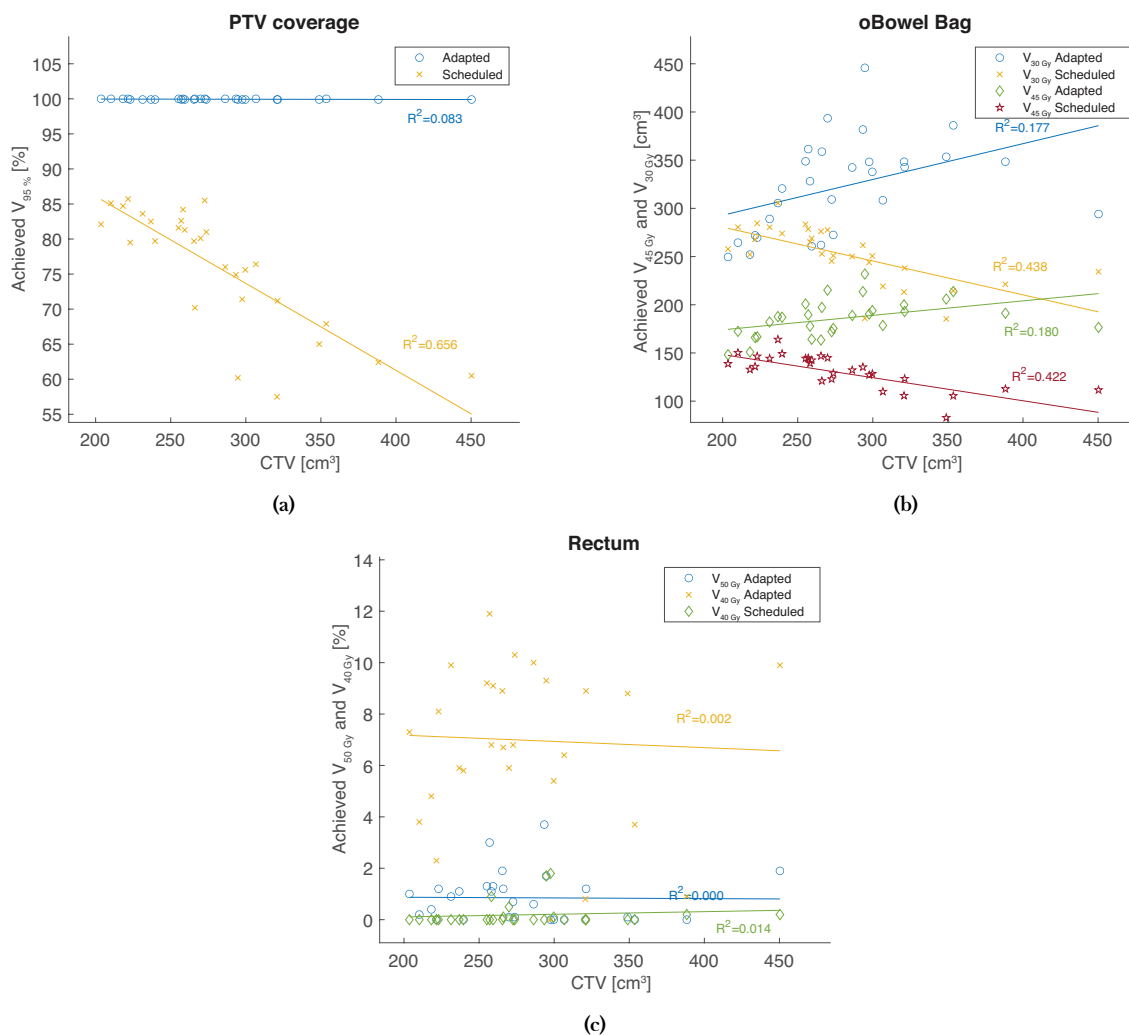 PTV coverage
105
100
95
90
85
80
75
70
65
60
55
200
250
300
350
400
450
Achieved V95 % [%]
CTV [cm³]
Adapted
Scheduled
R²=0.083
R²=0.656
(a)
oBowel Bag
450
400
350
300
250
200
150
100
200
250
300
350
400
450
Achieved V45 Gy and V30 Gy [cm³]
CTV [cm³]
V30 Gy Adapted
V30 Gy Scheduled
V45 Gy Adapted
V45 Gy Scheduled
R²=0.177
R²=0.438
R²=0.180
R²=0.422
(b)
Rectum
14
12
10
8
6
4
2
0
200
250
300
350
400
450
Achieved V50 Gy and V40 Gy [%]
CTV [cm³]
V50 Gy Adapted
V40 Gy Adapted
V40 Gy Scheduled
R²=0.002
R²=0.000
R²=0.014
(c)